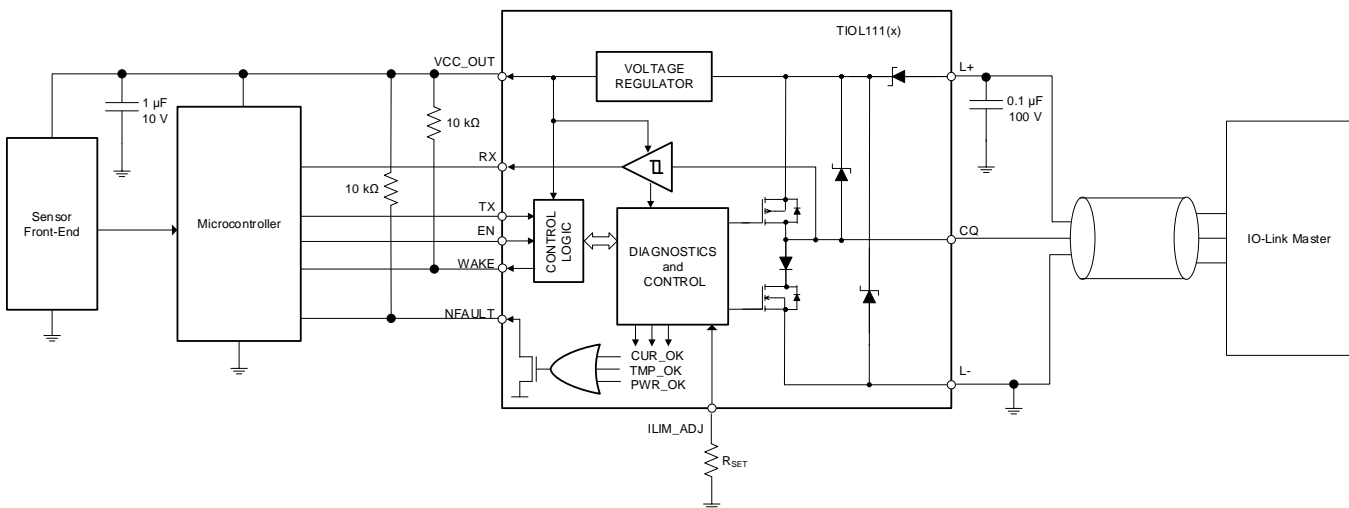 TIOL111(x)
VCC_OUT
VOLTAGE
REGULATOR
L+
1 µF
10 V
10 kΩ
0.1 µF
100 V
RX
10 kΩ
Sensor
Front-End
Microcontroller
TX
EN
WAKE
CONTROL
LOGIC
DIAGNOSTICS
and
CONTROL
CQ
IO-Link Master
NFAULT
CUR_OK
TMP_OK
PWR_OK
L-
ILIM_ADJ
RSET